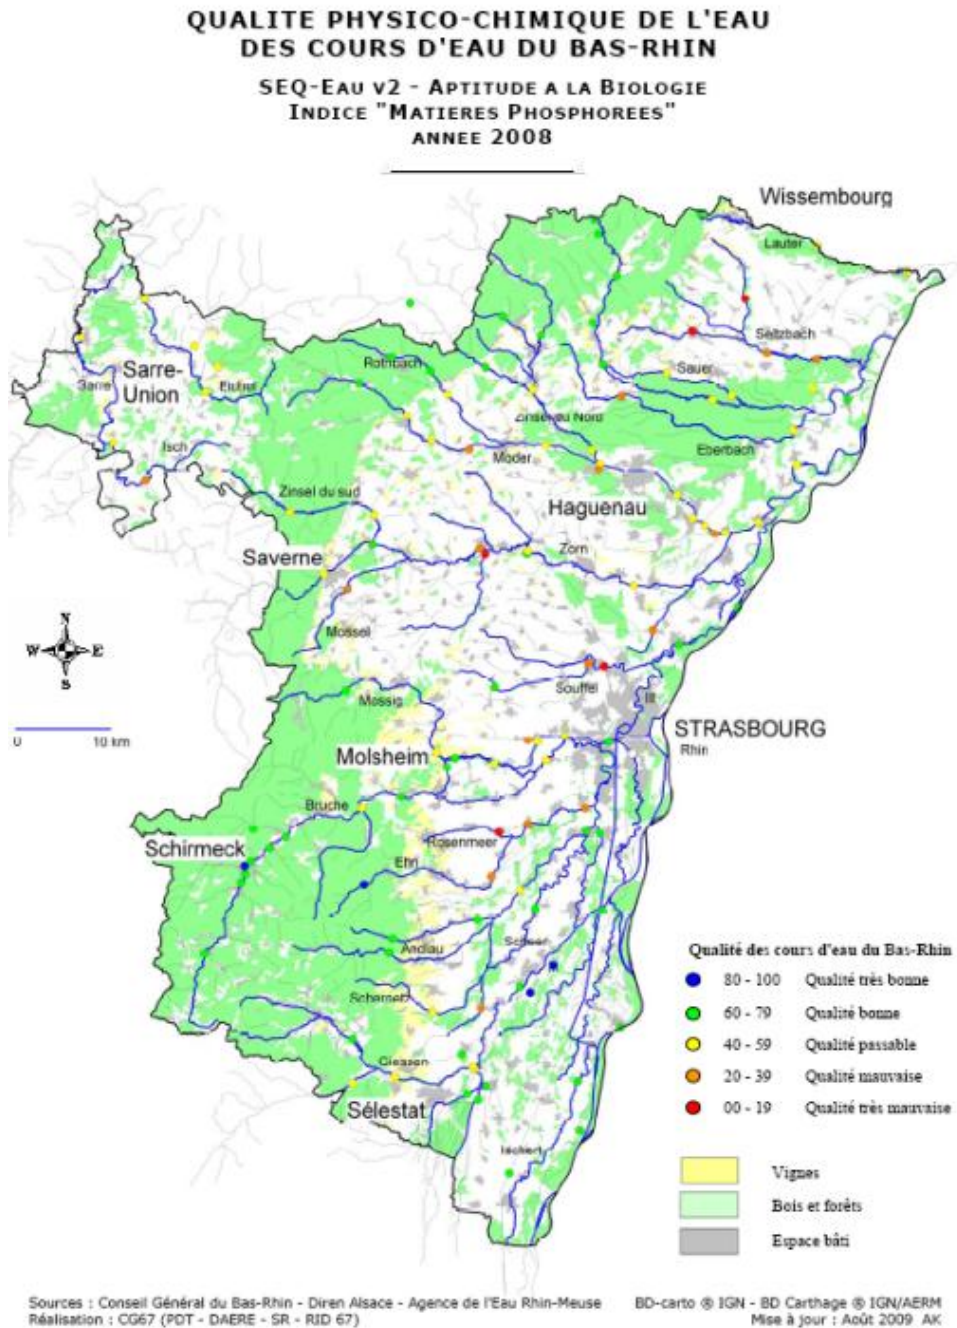 QUALITE PHYSICO-CHIMIQUE DE L'EAU
DES COURS D'EAU DU BAS-RHIN
SEQ-EAU V2 - APTITUDE A LA BIOLOGIE
INDICE "MATIERES PHOSPHOREES"
ANNEE 2008
Wissembourg
Lauter
Seltzbach
Rothbach
Sarre-
Union
Sarre
Eichel
Sauer
Zinsel du Nord
Isch
Moder
Eberbach
Zinsel du sud
Haguenau
Saverne
Zorn
Mossel
N
W
E
S
Souffel
Ill
Mossig
0
10 km
STRASBOURG
Rhin
Molsheim
Bruche
Schirmeck
Rosenmeer
Ehn
Andlau
Scheer
Schernetz
Giessen
Sélestat
Ischert
Qualité des cours d'eau du Bas-Rhin
80 - 100 Qualité très bonne
60 - 79 Qualité bonne
40 - 59 Qualité passable
20 - 39 Qualité mauvaise
00 - 19 Qualité très mauvaise
Vignes
Bois et forêts
Espace bâti
Sources : Conseil Général du Bas-Rhin - Diren Alsace - Agence de l'Eau Rhin-Meuse
BD-carto ® IGN - BD Carthage ® IGN/AERM
Réalisation : CG67 (PDT - DAERE - SR - RID 67)
Mise à jour : Août 2009 AK